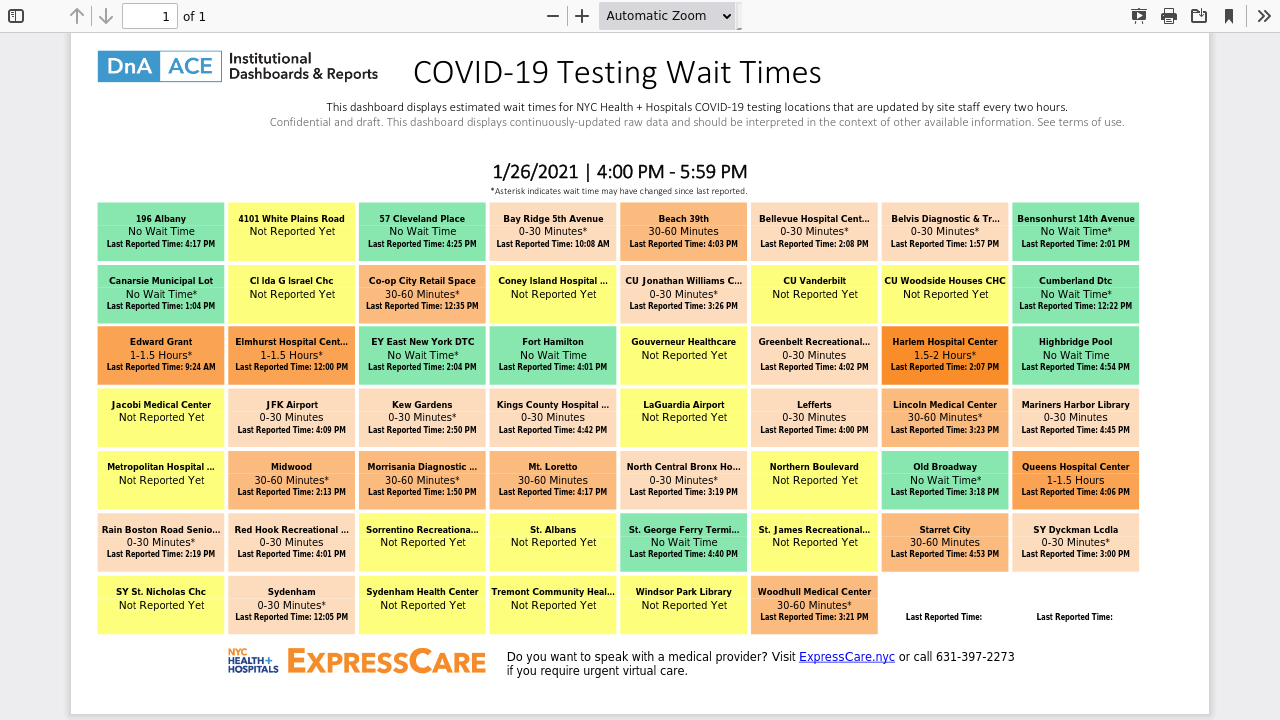 1 of 1 Automatic Zoom
DnA ACE Institutional
Dashboards & Reports
COVID-19 Testing Wait Times
This dashboard displays estimated wait times for NYC Health + Hospitals COVID-19 testing locations that are updated by site staff every two hours.
Confidential and draft. This dashboard displays continuously-updated raw data and should be interpreted in the context of other available information. See terms of use.
1/26/2021 | 4:00 PM - 5:59 PM
*Asterisk indicates wait time may have changed since last reported.
196 Albany
No Wait Time
Last Reported Time: 4:17 PM
4101 White Plains Road
Not Reported Yet
57 Cleveland Place
No Wait Time
Last Reported Time: 4:25 PM
Bay Ridge 5th Avenue
0-30 Minutes*
Last Reported Time: 10:08 AM
Beach 39th
30-60 Minutes
Last Reported Time: 4:03 PM
Bellevue Hospital Cent...
0-30 Minutes*
Last Reported Time: 2:08 PM
Belvis Diagnostic & Tr...
0-30 Minutes*
Last Reported Time: 1:57 PM
Bensonhurst 14th Avenue
No Wait Time*
Last Reported Time: 2:01 PM
Canarsie Municipal Lot
No Wait Time*
Last Reported Time: 1:04 PM
CI Ida G Israel Chc
Not Reported Yet
Co-op City Retail Space
30-60 Minutes*
Last Reported Time: 12:35 PM
Coney Island Hospital ...
Not Reported Yet
CU Jonathan Williams C...
0-30 Minutes*
Last Reported Time: 3:26 PM
CU Vanderbilt
Not Reported Yet
CU Woodside Houses CHC
Not Reported Yet
Cumberland Dtc
No Wait Time*
Last Reported Time: 12:22 PM
Edward Grant
1-1.5 Hours*
Last Reported Time: 9:24 AM
Elmhurst Hospital Cent...
1-1.5 Hours*
Last Reported Time: 12:00 PM
EY East New York DTC
No Wait Time*
Last Reported Time: 2:04 PM
Fort Hamilton
No Wait Time
Last Reported Time: 4:01 PM
Gouverneur Healthcare
Not Reported Yet
Greenbelt Recreational...
0-30 Minutes
Last Reported Time: 4:02 PM
Harlem Hospital Center
1.5-2 Hours*
Last Reported Time: 2:07 PM
Highbridge Pool
No Wait Time
Last Reported Time: 4:54 PM
Jacobi Medical Center
Not Reported Yet
JFK Airport
0-30 Minutes
Last Reported Time: 4:09 PM
Kew Gardens
0-30 Minutes*
Last Reported Time: 2:50 PM
Kings County Hospital ...
0-30 Minutes
Last Reported Time: 4:42 PM
LaGuardia Airport
Not Reported Yet
Lefferts
0-30 Minutes
Last Reported Time: 4:00 PM
Lincoln Medical Center
30-60 Minutes*
Last Reported Time: 3:23 PM
Mariners Harbor Library
0-30 Minutes
Last Reported Time: 4:45 PM
Metropolitan Hospital ...
Not Reported Yet
Midwood
30-60 Minutes*
Last Reported Time: 2:13 PM
Morrisania Diagnostic ...
30-60 Minutes*
Last Reported Time: 1:50 PM
Mt. Loretto
30-60 Minutes
Last Reported Time: 4:17 PM
North Central Bronx Ho...
0-30 Minutes*
Last Reported Time: 3:19 PM
Northern Boulevard
Not Reported Yet
Old Broadway
No Wait Time*
Last Reported Time: 3:18 PM
Queens Hospital Center
1-1.5 Hours
Last Reported Time: 4:06 PM
Rain Boston Road Senio...
0-30 Minutes*
Last Reported Time: 2:19 PM
Red Hook Recreational ...
0-30 Minutes
Last Reported Time: 4:01 PM
Sorrentino Recreationa...
Not Reported Yet
St. Albans
Not Reported Yet
St. George Ferry Termi...
No Wait Time
Last Reported Time: 4:40 PM
St. James Recreational...
Not Reported Yet
Starret City
30-60 Minutes
Last Reported Time: 4:53 PM
SY Dyckman Lcdla
0-30 Minutes*
Last Reported Time: 3:00 PM
SY St. Nicholas Chc
Not Reported Yet
Sydenham
0-30 Minutes*
Last Reported Time: 12:05 PM
Sydenham Health Center
Not Reported Yet
Tremont Community Heal...
Not Reported Yet
Windsor Park Library
Not Reported Yet
Woodhull Medical Center
30-60 Minutes*
Last Reported Time: 3:21 PM
Last Reported Time:
Last Reported Time:
NYC
HEALTH+
HOSPITALS
EXPRESSCARE
Do you want to speak with a medical provider? Visit ExpressCare.nyc or call 631-397-2273
if you require urgent virtual care.